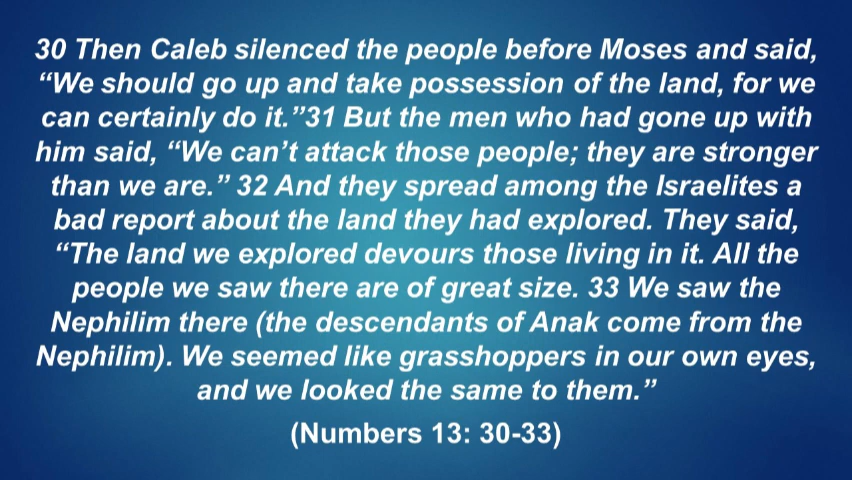 30 Then Caleb silenced the people before Moses and said,
“We should go up and take possession of the land, for we
can certainly do it.”31 But the men who had gone up with
him said, “We can’t attack those people; they are stronger
than we are.” 32 And they spread among the Israelites a
bad report about the land they had explored. They said,
“The land we explored devours those living in it. All the
people we saw there are of great size. 33 We saw the
Nephilim there (the descendants of Anak come from the
Nephilim). We seemed like grasshoppers in our own eyes,
and we looked the same to them.”
(Numbers 13: 30-33)